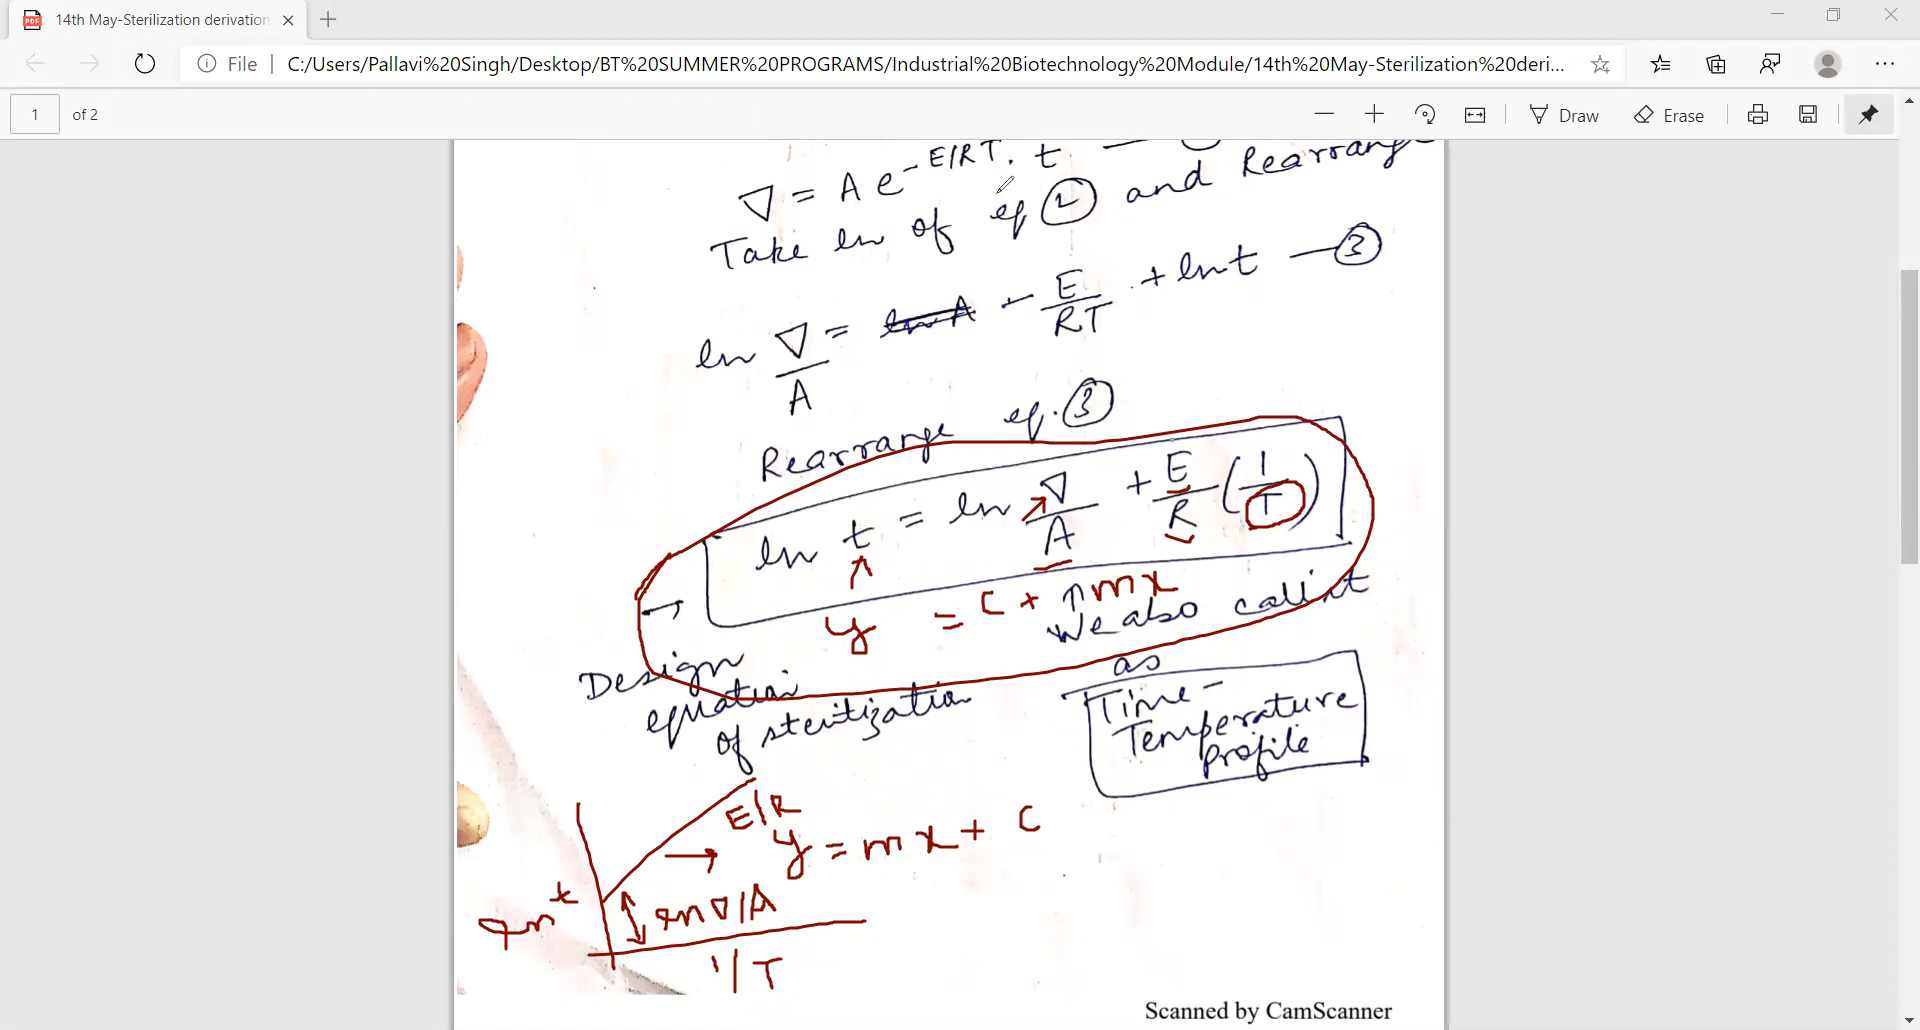 14th May-Sterilization derivation
File
C:/Users/Pallavi%20Singh/Desktop/BT%20SUMMER%20PROGRAMS/Industrial%20Biotechnology%20Module/14th%20May-Sterilization%20deri...
1 of 2
Draw
Erase
∇ = A e^-E/RT. t
Take ln of eq ② and Rearrange
ln ∇/A = ln A - E/RT + ln t — ③
Rearrange eq. ③
ln t = ln ∇/A + E/R (1/T)
y = c + mx
We also call it
as
Time-
Temperature
Profile
Design
equation
of sterilization
E/R
y = mx + c
ln t
ln ∇/A
1/T
Scanned by CamScanner